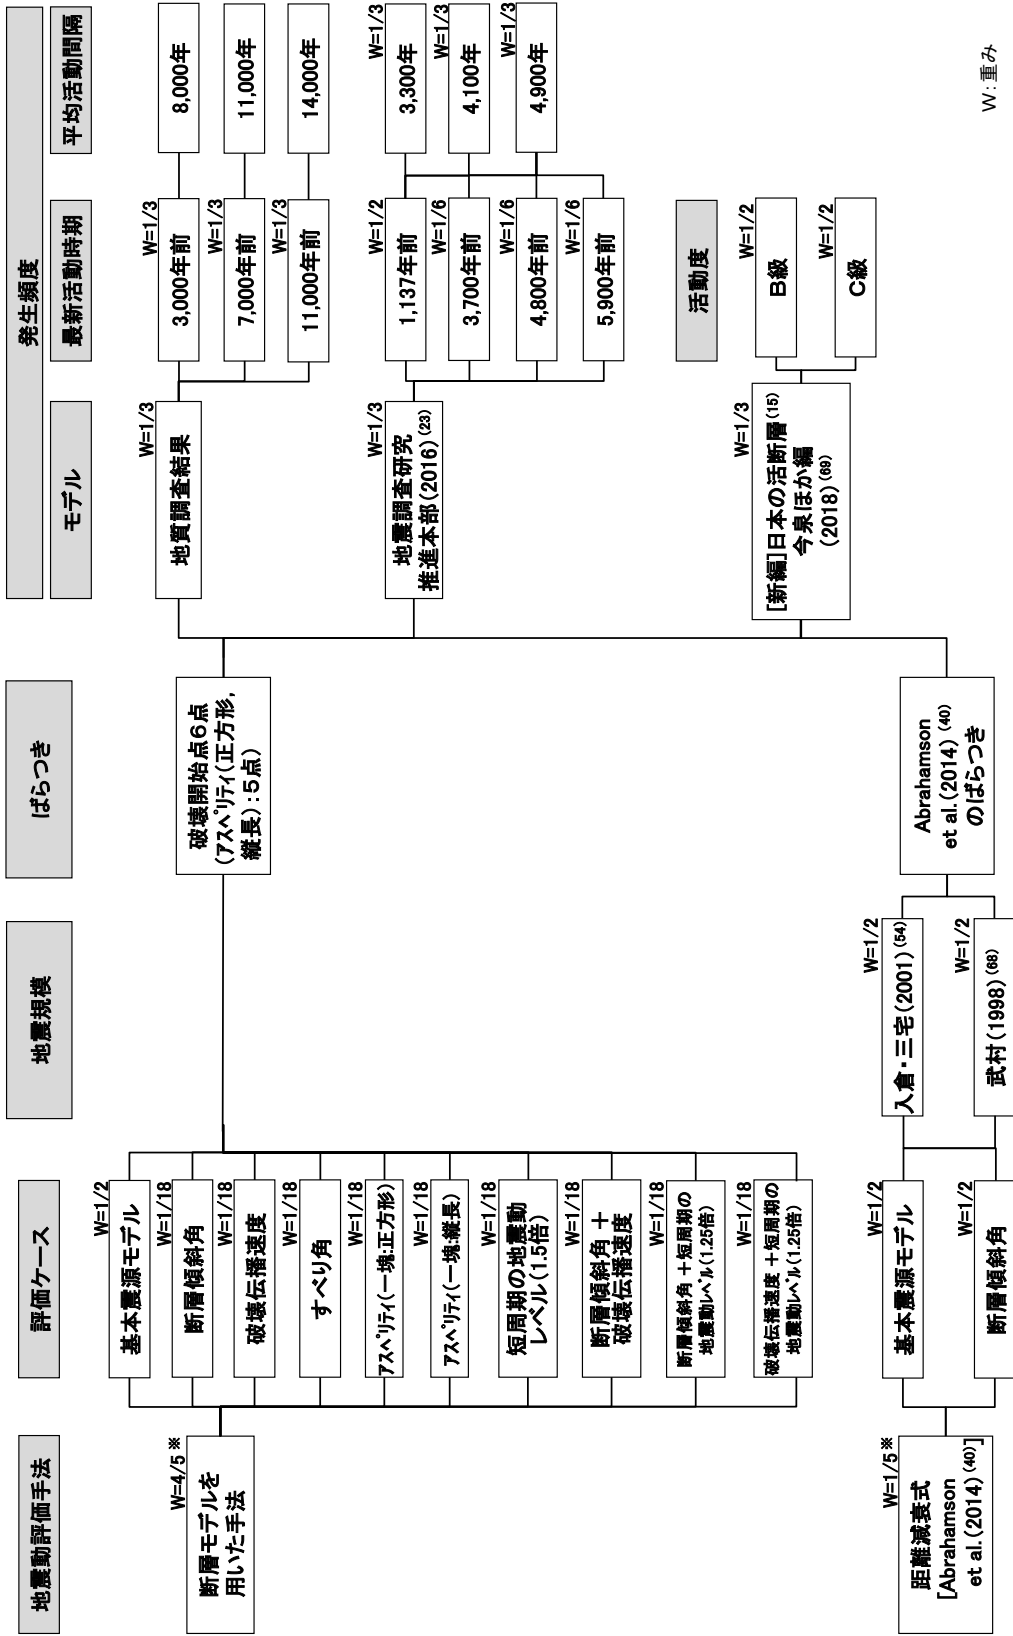 地震動評価手法
評価ケース
地震規模
ばらつき
発生頻度
モデル
最新活動時期
平均活動間隔
W=4/5※
断層モデルを
用いた手法
W=1/2
基本震源モデル
W=1/18
断層傾斜角
W=1/18
破壊伝播速度
W=1/18
すべり角
W=1/18
アスペリティ(一塊:正方形)
W=1/18
アスペリティ(一塊:縦長)
W=1/18
短周期の地震動
レベル(1.5倍)
W=1/18
断層傾斜角 +
破壊伝播速度
W=1/18
断層傾斜角 +短周期の
地震動レベル(1.25倍)
W=1/18
破壊伝播速度 +短周期の
地震動レベル(1.25倍)
破壊開始点6点
(アスペリティ(正方形,
縦長):5点)
W=1/3
地質調査結果
W=1/3
3,000年前
8,000年
W=1/3
7,000年前
11,000年
W=1/3
11,000年前
14,000年
W=1/3
地震調査研究
推進本部(2016)(23)
W=1/2
1,137年前
W=1/6
3,700年前
W=1/6
4,800年前
W=1/6
5,900年前
W=1/3
3,300年
W=1/3
4,100年
W=1/3
4,900年
活動度
W=1/3
[新編]日本の活断層(15)
今泉ほか編
(2018)(69)
W=1/2
B級
W=1/2
C級
W=1/5※
距離減衰式
[Abrahamson
et al.(2014)(40)]
W=1/2
基本震源モデル
W=1/2
断層傾斜角
W=1/2
入倉・三宅(2001)(54)
W=1/2
武村(1998)(68)
Abrahamson
et al.(2014)(40)
のばらつき
W:重み